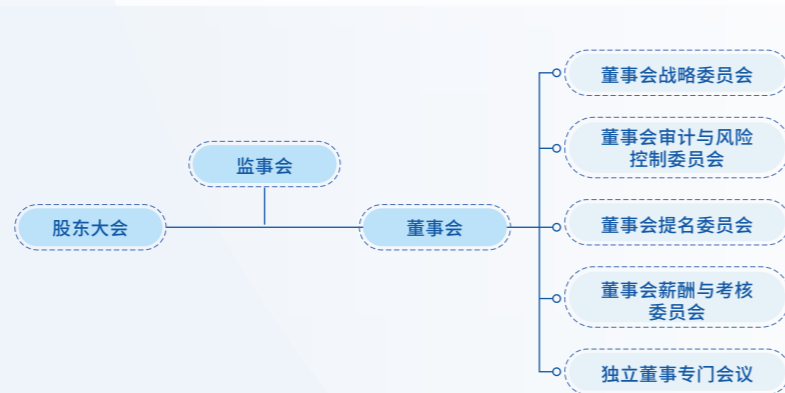 监事会
股东大会
董事会
董事会战略委员会
董事会审计与风险
控制委员会
董事会提名委员会
董事会薪酬与考核
委员会
独立董事专门会议